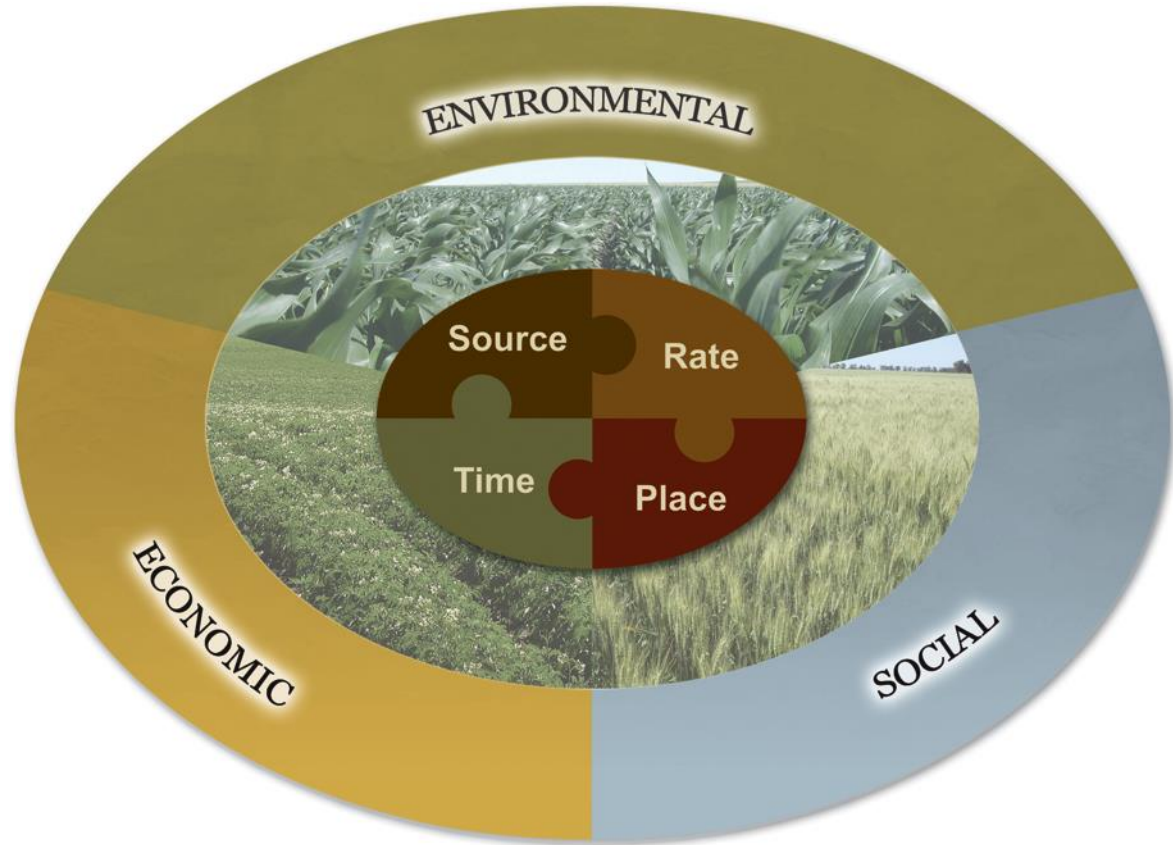 ENVIRONMENTAL
Source
Rate
Time
Place
ECONOMIC
SOCIAL